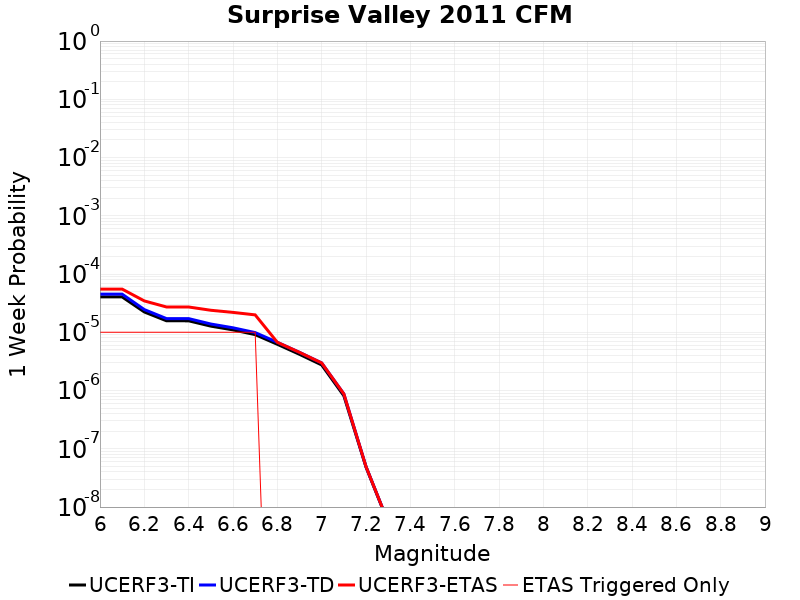 Surprise Valley 2011 CFM
1 Week Probability
10^0
10^-1
10^-2
10^-3
10^-4
10^-5
10^-6
10^-7
10^-8
6 6.2 6.4 6.6 6.8 7 7.2 7.4 7.6 7.8 8 8.2 8.4 8.6 8.8 9
Magnitude
UCERF3-TI UCERF3-TD UCERF3-ETAS ETAS Triggered Only